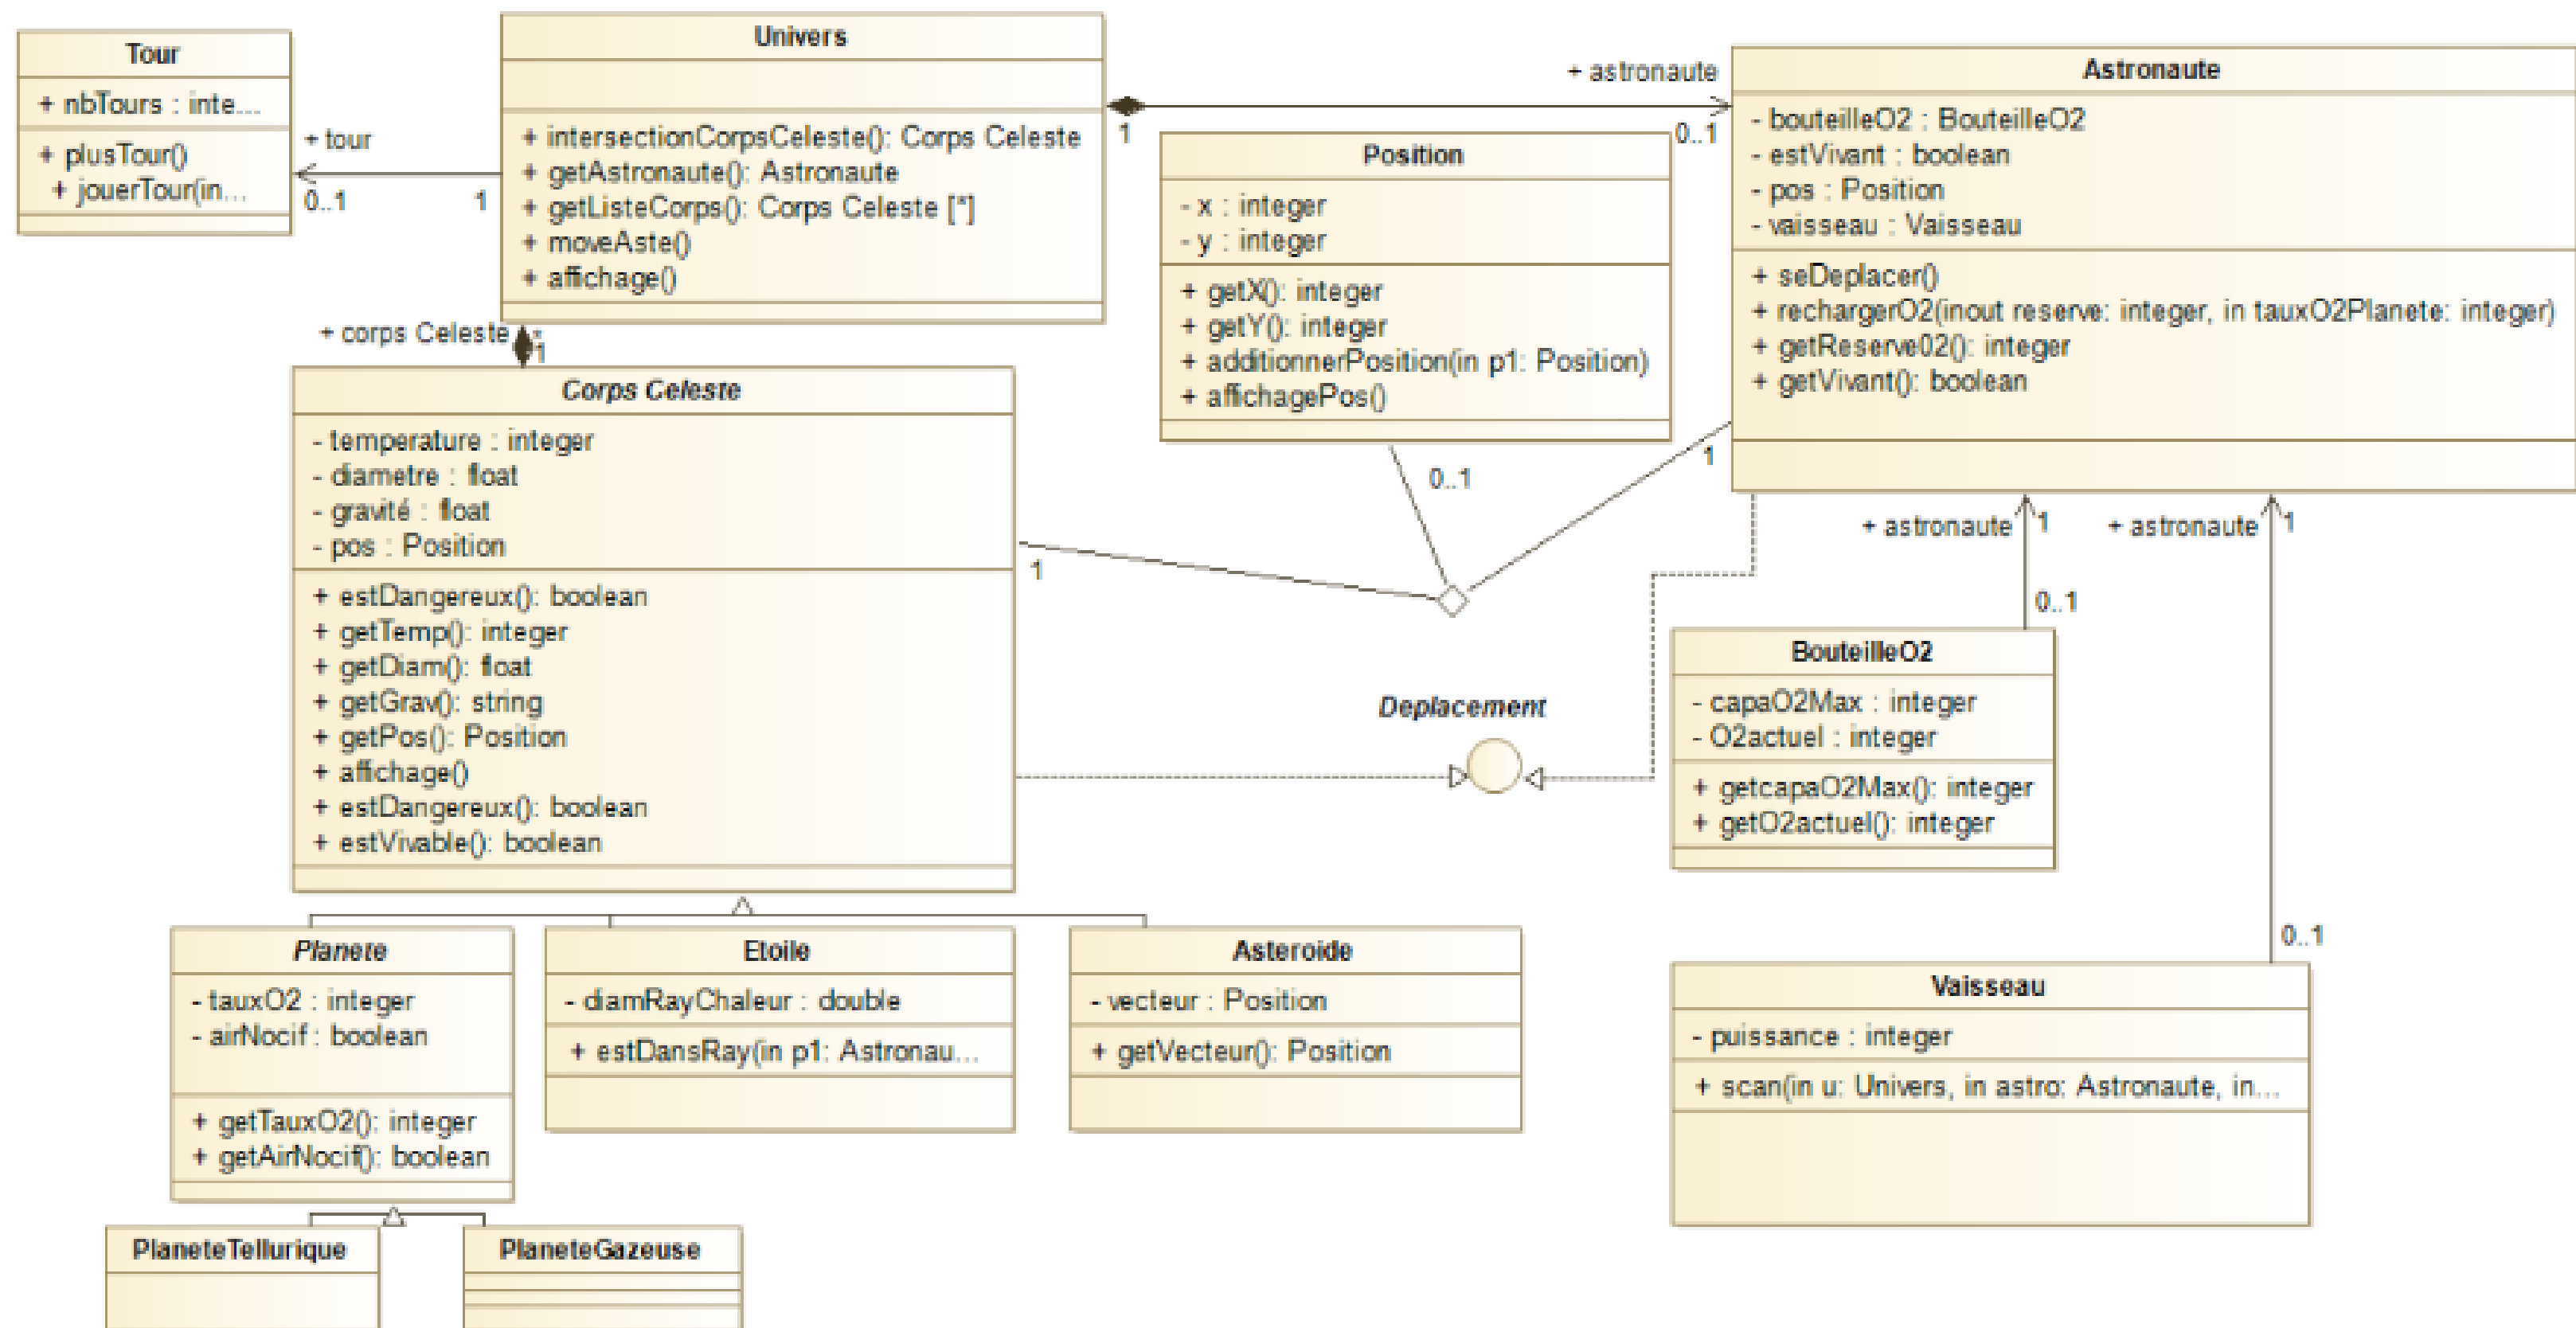 Tour
+ nbTours : inte...
+ plusTour()
+ jouerTour(in...
+ tour
0..1
1
Univers
+ intersectionCorpsCeleste(): Corps Celeste
+ getAstronaute(): Astronaute
+ getListeCorps(): Corps Celeste [*]
+ moveAste()
+ affichage()
1
+ astronaute
0..1
Position
- x : integer
- y : integer
+ getX(): integer
+ getY(): integer
+ additionnerPosition(in p1: Position)
+ affichagePos()
0..1
Astronaute
- bouteilleO2 : BouteilleO2
- estVivant : boolean
- pos : Position
- vaisseau : Vaisseau
+ seDeplacer()
+ rechargerO2(inout reserve: integer, in tauxO2Planete: integer)
+ getReserve02(): integer
+ getVivant(): boolean
1
+ astronaute 1
+ astronaute 1
0..1
0..1
+ corps Celeste *
1
Corps Celeste
- temperature : integer
- diametre : float
- gravité : float
- pos : Position
+ estDangereux(): boolean
+ getTemp(): integer
+ getDiam(): float
+ getGrav(): string
+ getPos(): Position
+ affichage()
+ estDangereux(): boolean
+ estVivable(): boolean
1
Deplacement
BouteilleO2
- capaO2Max : integer
- O2actuel : integer
+ getcapaO2Max(): integer
+ getO2actuel(): integer
Planete
- tauxO2 : integer
- airNocif : boolean
+ getTauxO2(): integer
+ getAirNocif(): boolean
Etoile
- diamRayChaleur : double
+ estDansRay(in p1: Astronau...
Asteroide
- vecteur : Position
+ getVecteur(): Position
Vaisseau
- puissance : integer
+ scan(in u: Univers, in astro: Astronaute, in...
PlaneteTellurique
PlaneteGazeuse